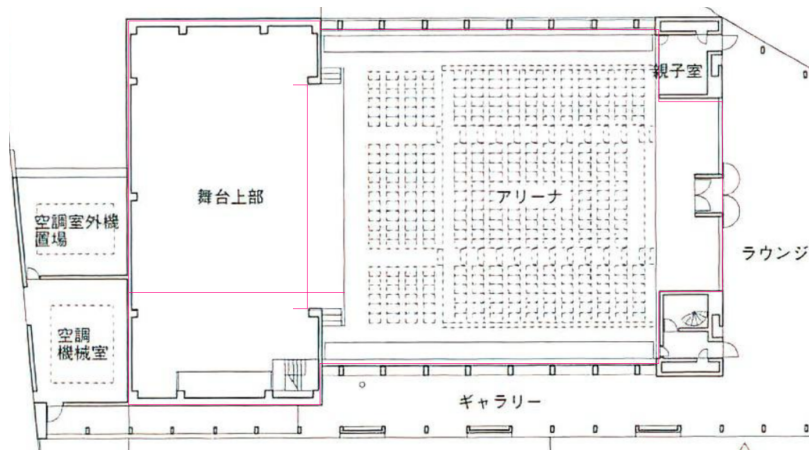 親子室
舞台上部
アリーナ
空調室外機
置場
ラウンジ
空調
機械室
ギャラリー